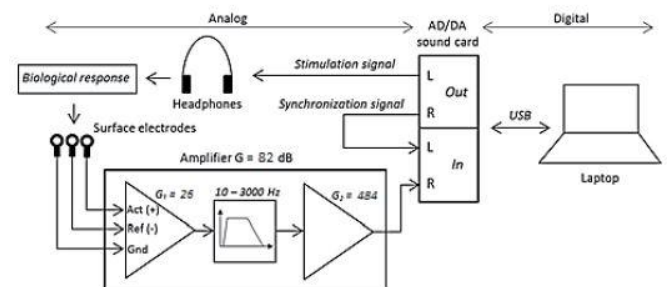 Analog
AD/DA
sound card
Digital
Stimulation signal
L
Out
Biological response
Headphones
Synchronization signal
R
USB
Surface electrodes
L
In
Laptop
Amplifier G = 82 dB
R
G₁ = 26
10 – 3000 Hz
G₂ = 484
Act (+)
Ref (-)
Gnd